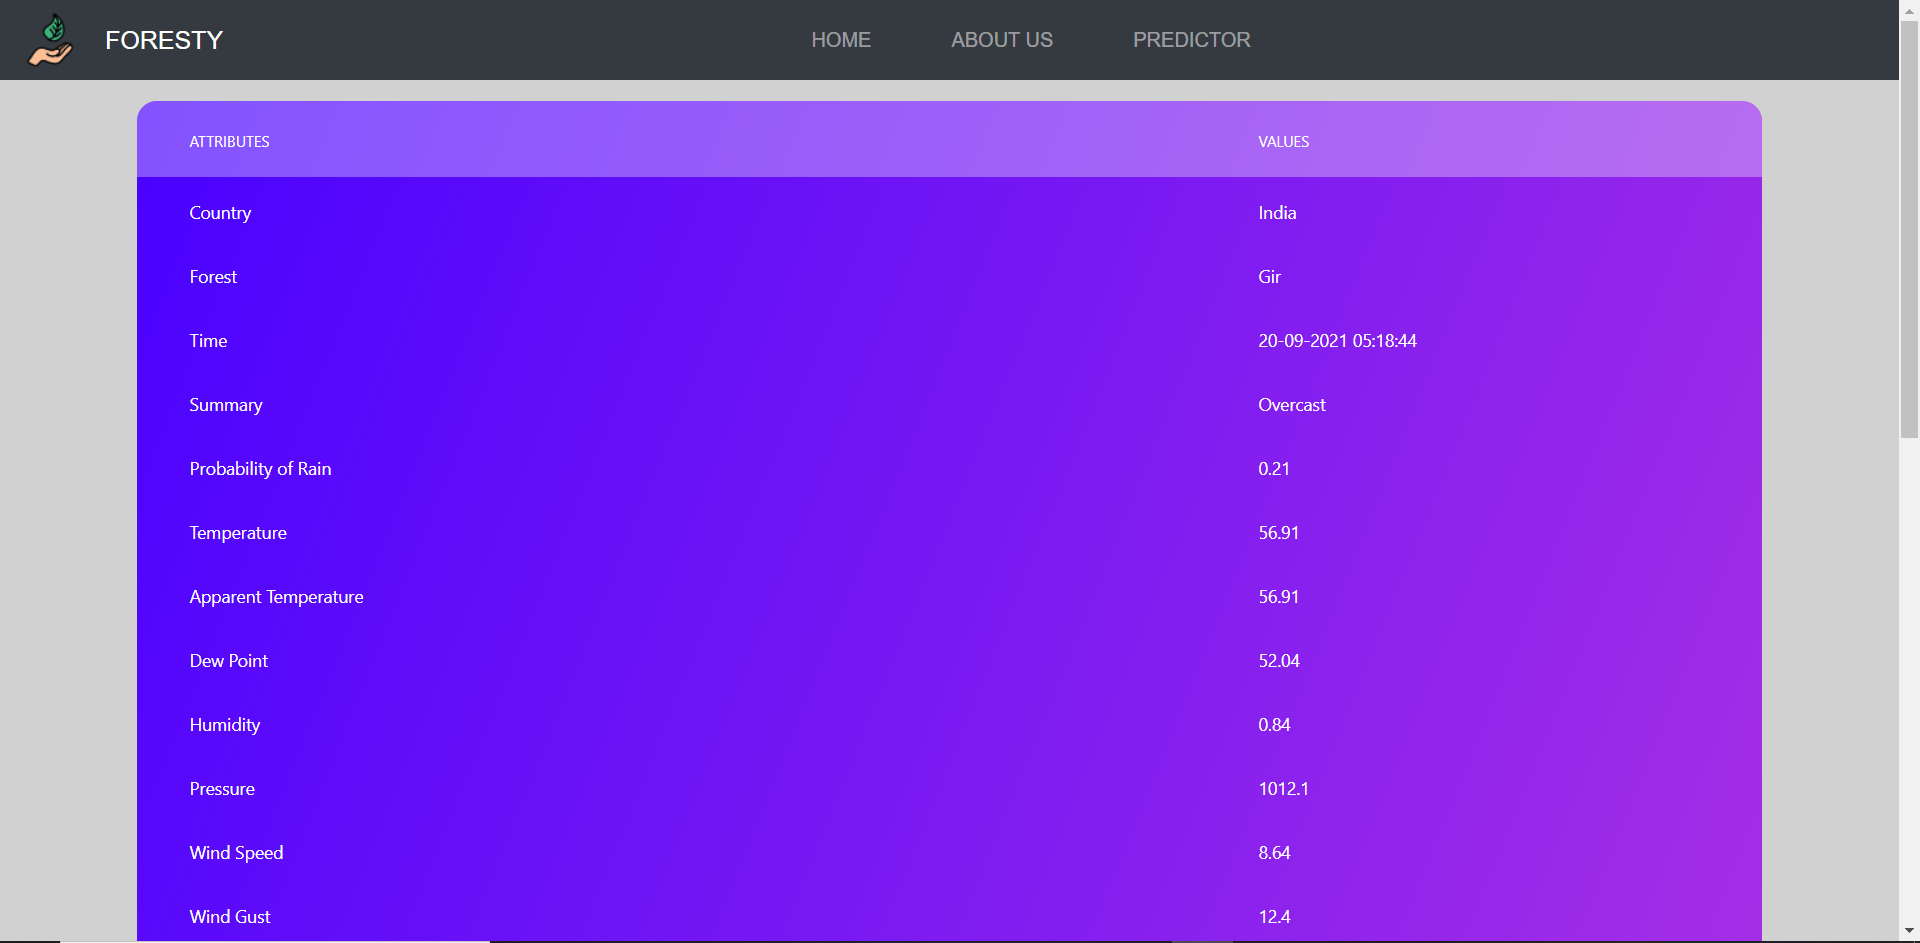 FORESTY HOME ABOUT US PREDICTOR
ATTRIBUTES VALUES
Country India
Forest Gir
Time 20-09-2021 05:18:44
Summary Overcast
Probability of Rain 0.21
Temperature 56.91
Apparent Temperature 56.91
Dew Point 52.04
Humidity 0.84
Pressure 1012.1
Wind Speed 8.64
Wind Gust 12.4